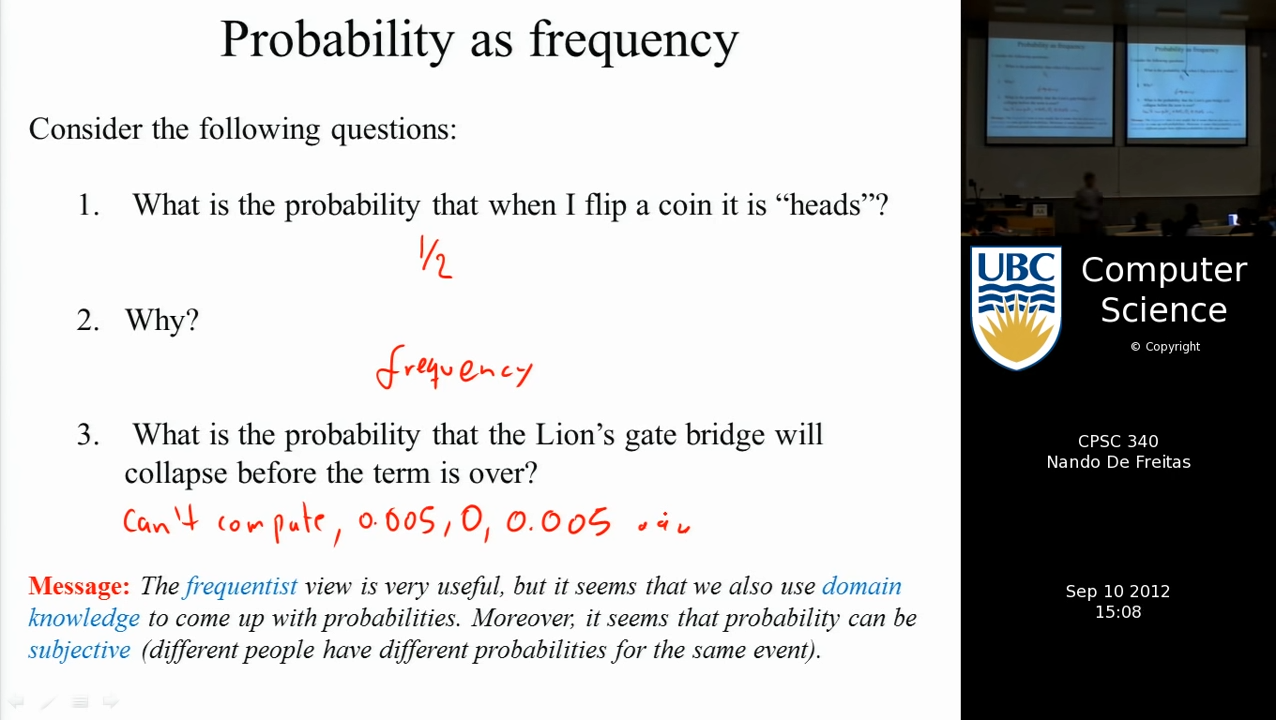 Probability as frequency
Consider the following questions:
1. What is the probability that when I flip a coin it is “heads”?
1/2
2. Why?
frequency
3. What is the probability that the Lion’s gate bridge will
collapse before the term is over?
Can't compute, 0.005, 0, 0.005 ...
Message: The frequentist view is very useful, but it seems that we also use domain
knowledge to come up with probabilities. Moreover, it seems that probability can be
subjective (different people have different probabilities for the same event).
UBC
Computer
Science
© Copyright
CPSC 340
Nando De Freitas
Sep 10 2012
15:08